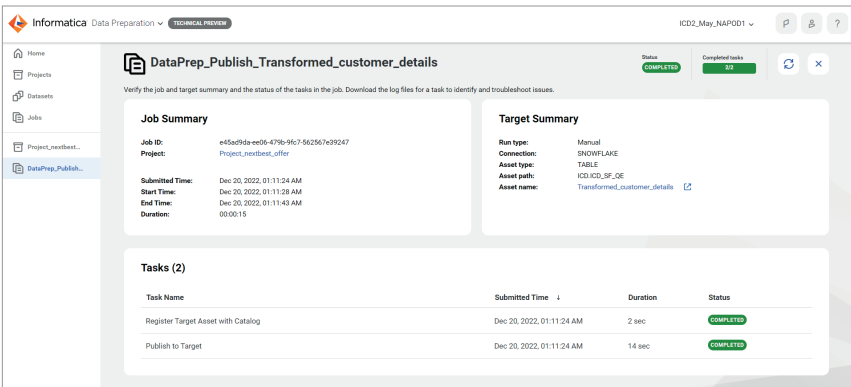 Informatica Data Preparation TECHNICAL PREVIEW ICD2_May_NAPOD1 ?
Home
Projects
Datasets
Jobs
Project_nextbest...
DataPrep_Publish...
DataPrep_Publish_Transformed_customer_details
Status
COMPLETED
Completed tasks
2/2
Verify the job and target summary and the status of the tasks in the job. Download the log files for a task to identify and troubleshoot issues.
Job Summary
Job ID: e45ad9da-ee06-479b-9fc7-562567e39247
Project: Project_nextbest_offer
Submitted Time: Dec 20, 2022, 01:11:24 AM
Start Time: Dec 20, 2022, 01:11:28 AM
End Time: Dec 20, 2022, 01:11:43 AM
Duration: 00:00:15
Target Summary
Run type: Manual
Connection: SNOWFLAKE
Asset type: TABLE
Asset path: ICD.ICD_SF_QE
Asset name: Transformed_customer_details
Tasks (2)
Task Name Submitted Time ↓ Duration Status
Register Target Asset with Catalog Dec 20, 2022, 01:11:24 AM 2 sec COMPLETED
Publish to Target Dec 20, 2022, 01:11:24 AM 14 sec COMPLETED